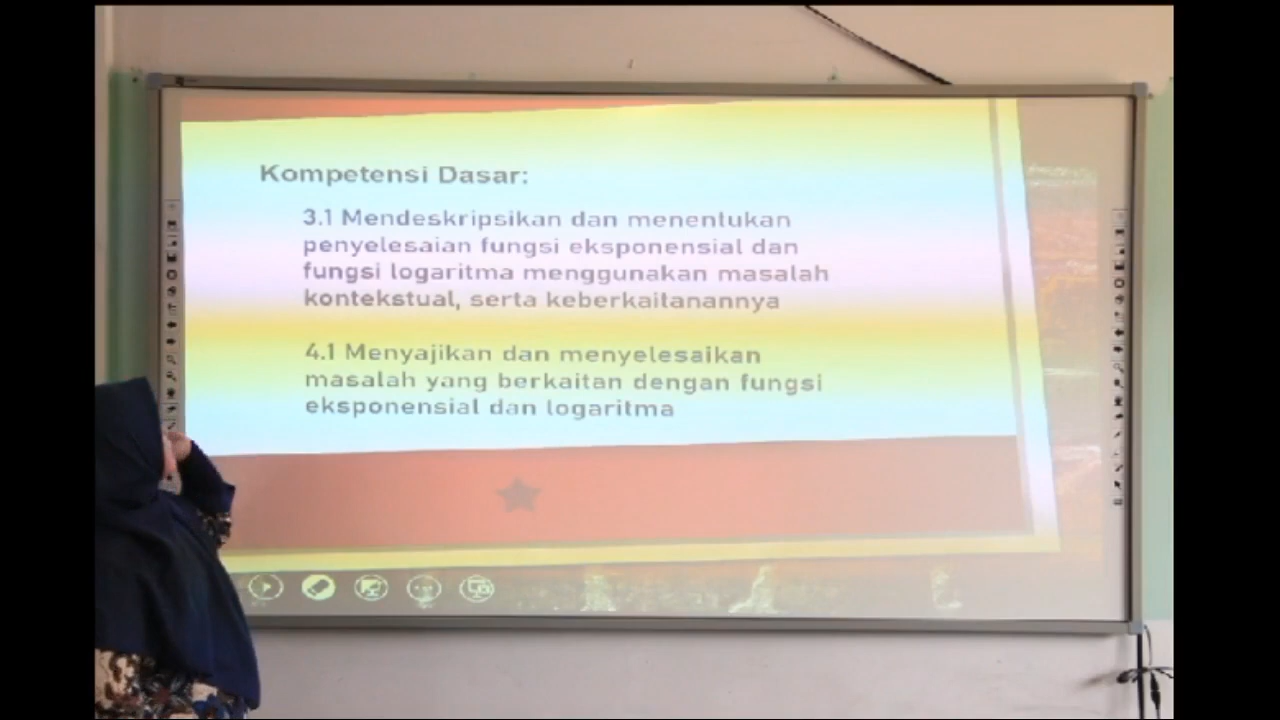 Kompetensi Dasar:
3.1 Mendeskripsikan dan menentukan
penyelesaian fungsi eksponensial dan
fungsi logaritma menggunakan masalah
kontekstual, serta keberkaitanannya
4.1 Menyajikan dan menyelesaikan
masalah yang berkaitan dengan fungsi
eksponensial dan logaritma